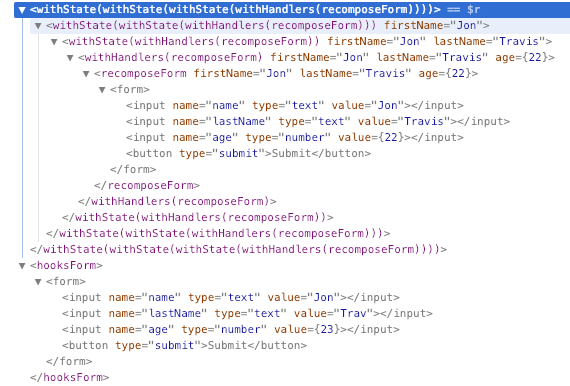 ▼ <withState(withState(withState(withHandlers(recomposeForm))))> == $r
▼ <withState(withState(withHandlers(recomposeForm))) firstName="Jon">
▼ <withState(withHandlers(recomposeForm)) firstName="Jon" lastName="Travis">
▼ <withHandlers(recomposeForm) firstName="Jon" lastName="Travis" age={22}>
▼ <recomposeForm firstName="Jon" lastName="Travis" age={22}>
▼ <form>
<input name="name" type="text" value="Jon"></input>
<input name="lastName" type="text" value="Travis"></input>
<input name="age" type="number" value={22}></input>
<button type="submit">Submit</button>
</form>
</recomposeForm>
</withHandlers(recomposeForm)>
</withState(withHandlers(recomposeForm))>
</withState(withState(withHandlers(recomposeForm)))>
</withState(withState(withState(withHandlers(recomposeForm))))>
▼ <hooksForm>
▼ <form>
<input name="name" type="text" value="Jon"></input>
<input name="lastName" type="text" value="Trav"></input>
<input name="age" type="number" value={23}></input>
<button type="submit">Submit</button>
</form>
</hooksForm>